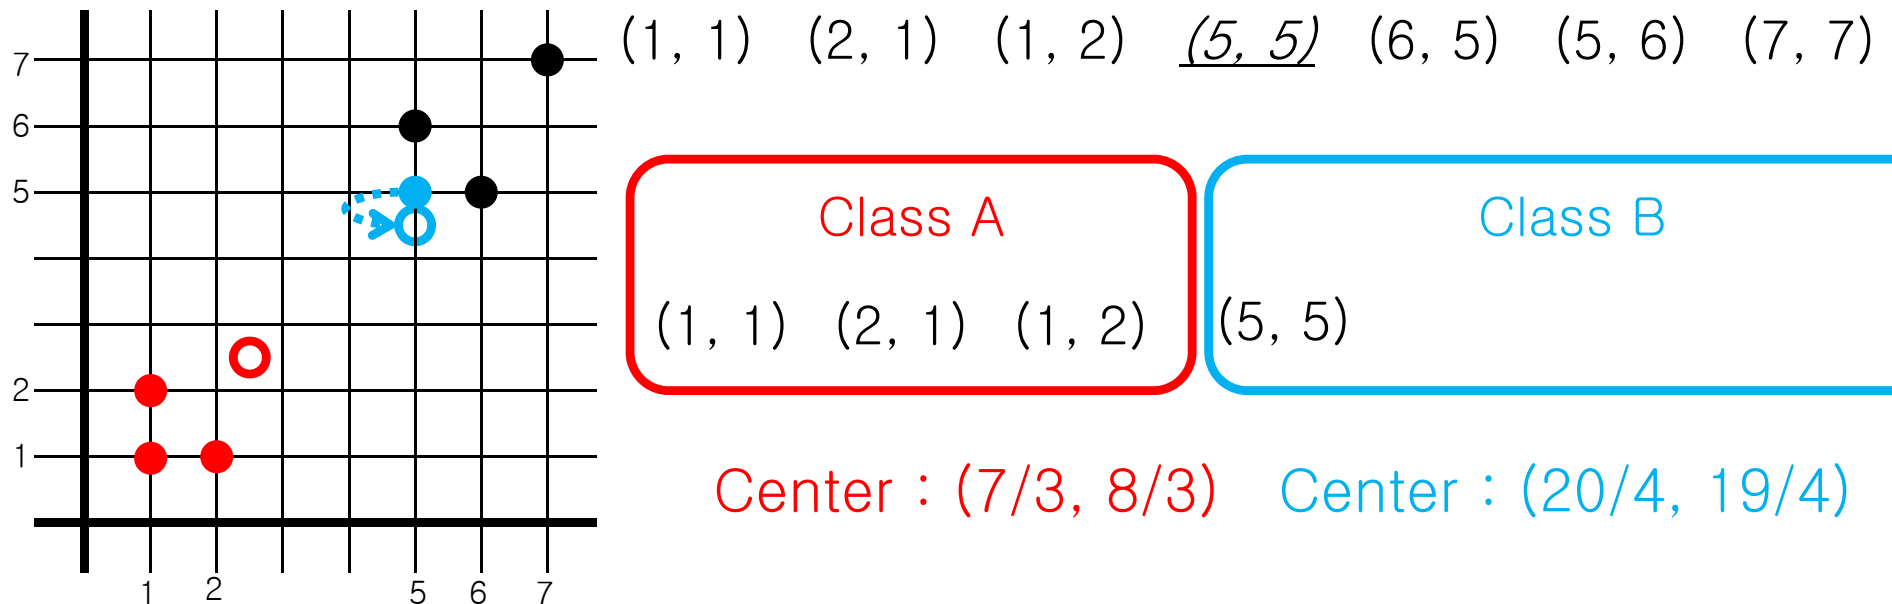 (1, 1) (2, 1) (1, 2) (5, 5) (6, 5) (5, 6) (7, 7)
7
6
5
2
1
1 2 5 6 7
Class A
(1, 1) (2, 1) (1, 2)
Class B
(5, 5)
Center : (7/3, 8/3)
Center : (20/4, 19/4)